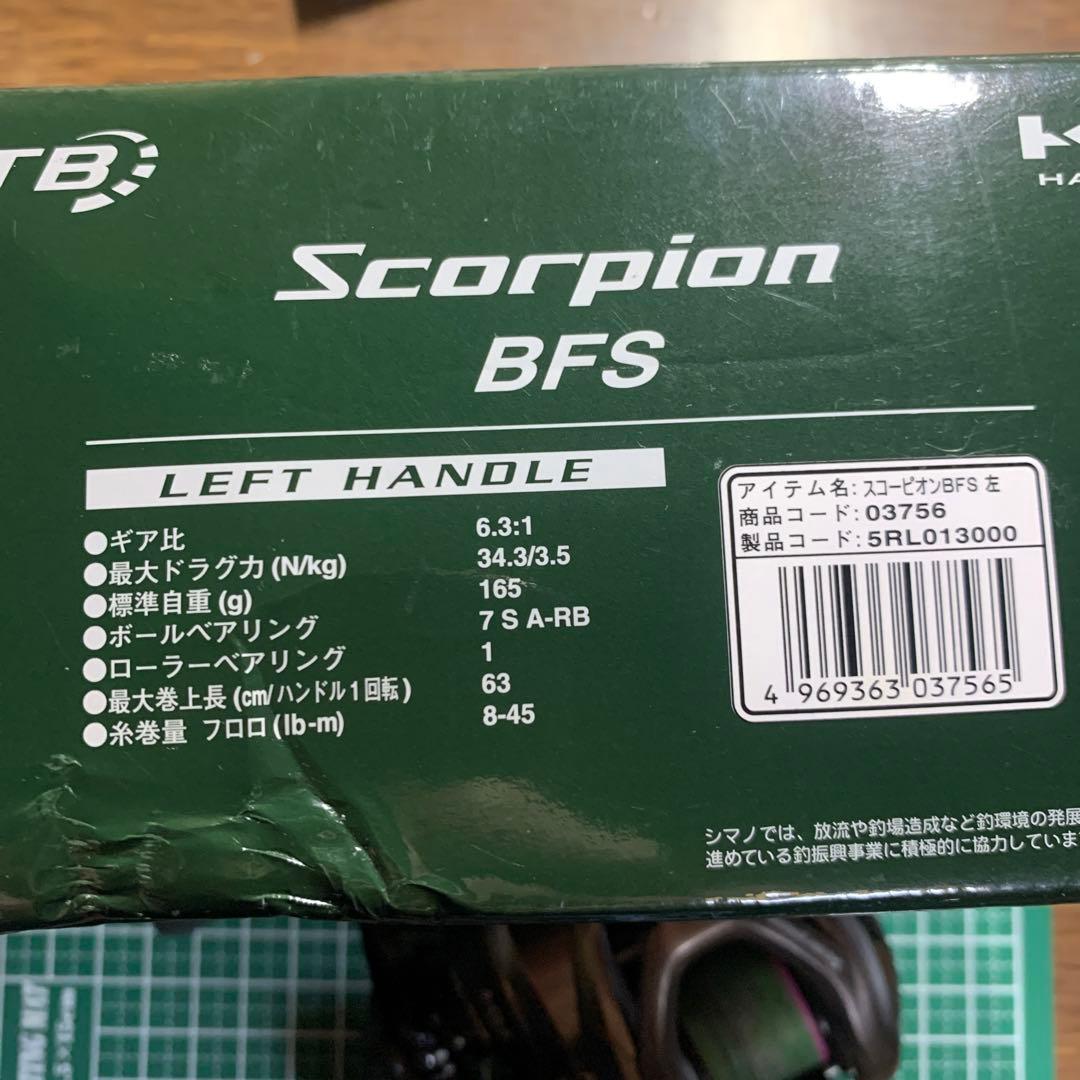 TB
HA
Scorpion
BFS
LEFT HANDLE
●ギア比 6.3:1
●最大ドラグ力(N/kg) 34.3/3.5
●標準自重(g) 165
●ボールベアリング 7 S A-RB
●ローラーベアリング 1
●最大巻上長(cm/ハンドル1回転) 63
●糸巻量 フロロ(lb-m) 8-45
アイテム名: スコーピオンBFS 左
商品コード: 03756
製品コード: 5RL013000
4 969363 037565
シマノでは、放流や釣場造成など釣環境の発展
進めている釣振興事業に積極的に協力していま